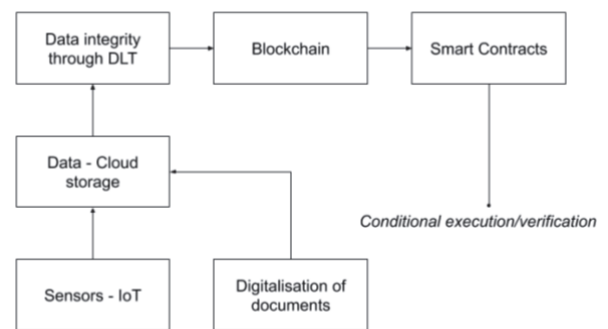 Data integrity
through DLT
Blockchain
Smart Contracts
Data - Cloud
storage
Conditional execution/verification
Sensors - IoT
Digitalisation of
documents